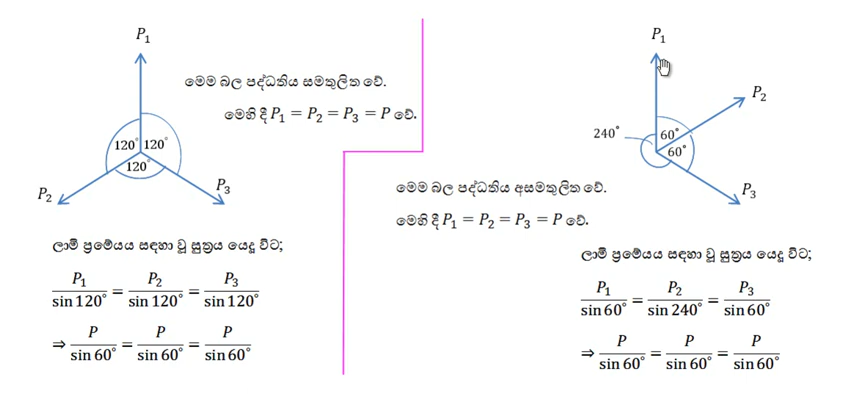 P₁
120° 120°
120°
P₂
P₃
මෙම බල පද්ධතිය සමතුලිත වේ.
මෙහි දී P₁ = P₂ = P₃ = P වේ.
ලාමී ප්‍රමේයය සඳහා වූ සූත්‍රය යෙදූ විට;
P₁/sin 120° = P₂/sin 120° = P₃/sin 120°
⇒ P/sin 60° = P/sin 60° = P/sin 60°
P₁
P₂
240°
60°
60°
P₃
මෙම බල පද්ධතිය අසමතුලිත වේ.
මෙහි දී P₁ = P₂ = P₃ = P වේ.
ලාමී ප්‍රමේයය සඳහා වූ සූත්‍රය යෙදූ විට;
P₁/sin 60° = P₂/sin 240° = P₃/sin 60°
⇒ P/sin 60° = P/sin 60° = P/sin 60°